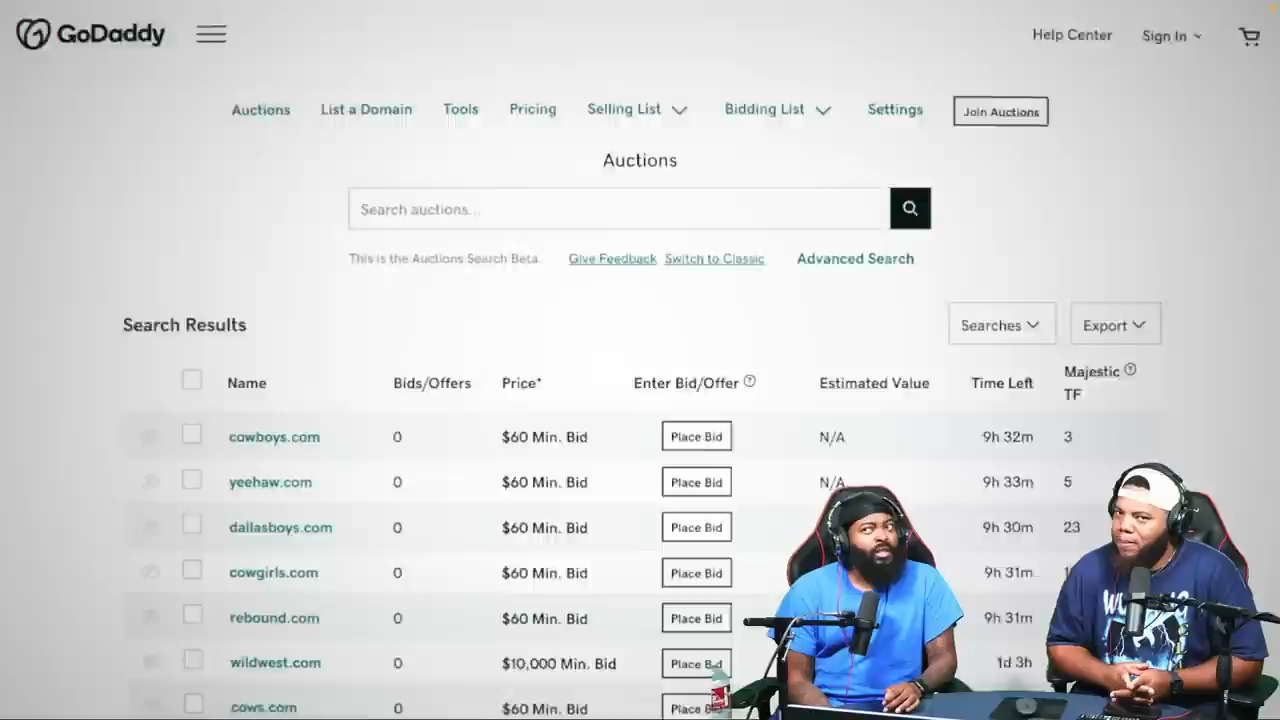 GoDaddy
Help Center Sign In
Auctions List a Domain Tools Pricing Selling List Bidding List Settings Join Auctions
Auctions
Search auctions...
This is the Auctions Search Beta. Give Feedback Switch to Classic Advanced Search
Search Results Searches Export
Name Bids/Offers Price* Enter Bid/Offer ? Estimated Value Time Left Majestic ? TF
cowboys.com 0 $60 Min. Bid Place Bid N/A 9h 32m 3
yeehaw.com 0 $60 Min. Bid Place Bid N/A 9h 33m 5
dallasboys.com 0 $60 Min. Bid Place Bid 9h 30m 23
cowgirls.com 0 $60 Min. Bid Place Bid 9h 31m
rebound.com 0 $60 Min. Bid Place Bid 9h 31m
wildwest.com 0 $10,000 Min. Bid Place Bid 1d 3h
cows.com 0 $60 Min. Bid Place